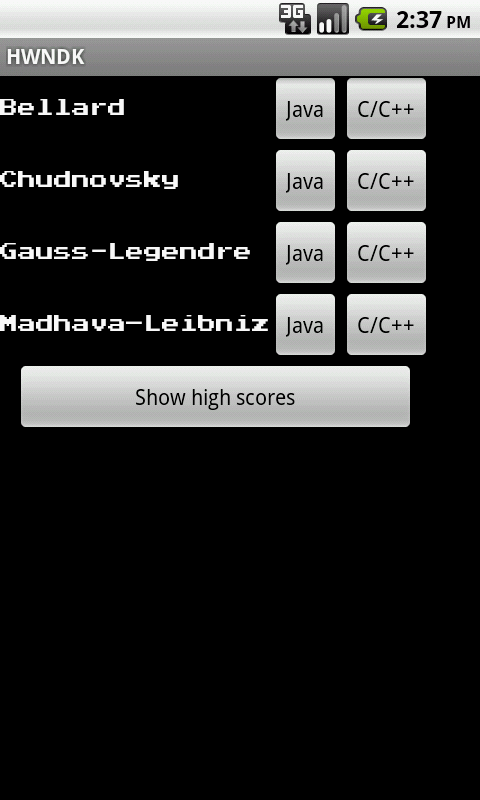 3G 2:37 PM
HWNDK
Bellard Java C/C++
Chudnovsky Java C/C++
Gauss-Legendre Java C/C++
Madhava-Leibniz Java C/C++
Show high scores